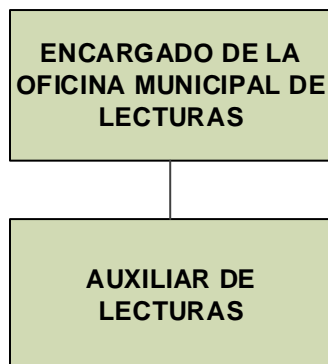 ENCARGADO DE LA
OFICINA MUNICIPAL DE
LECTURAS
AUXILIAR DE
LECTURAS